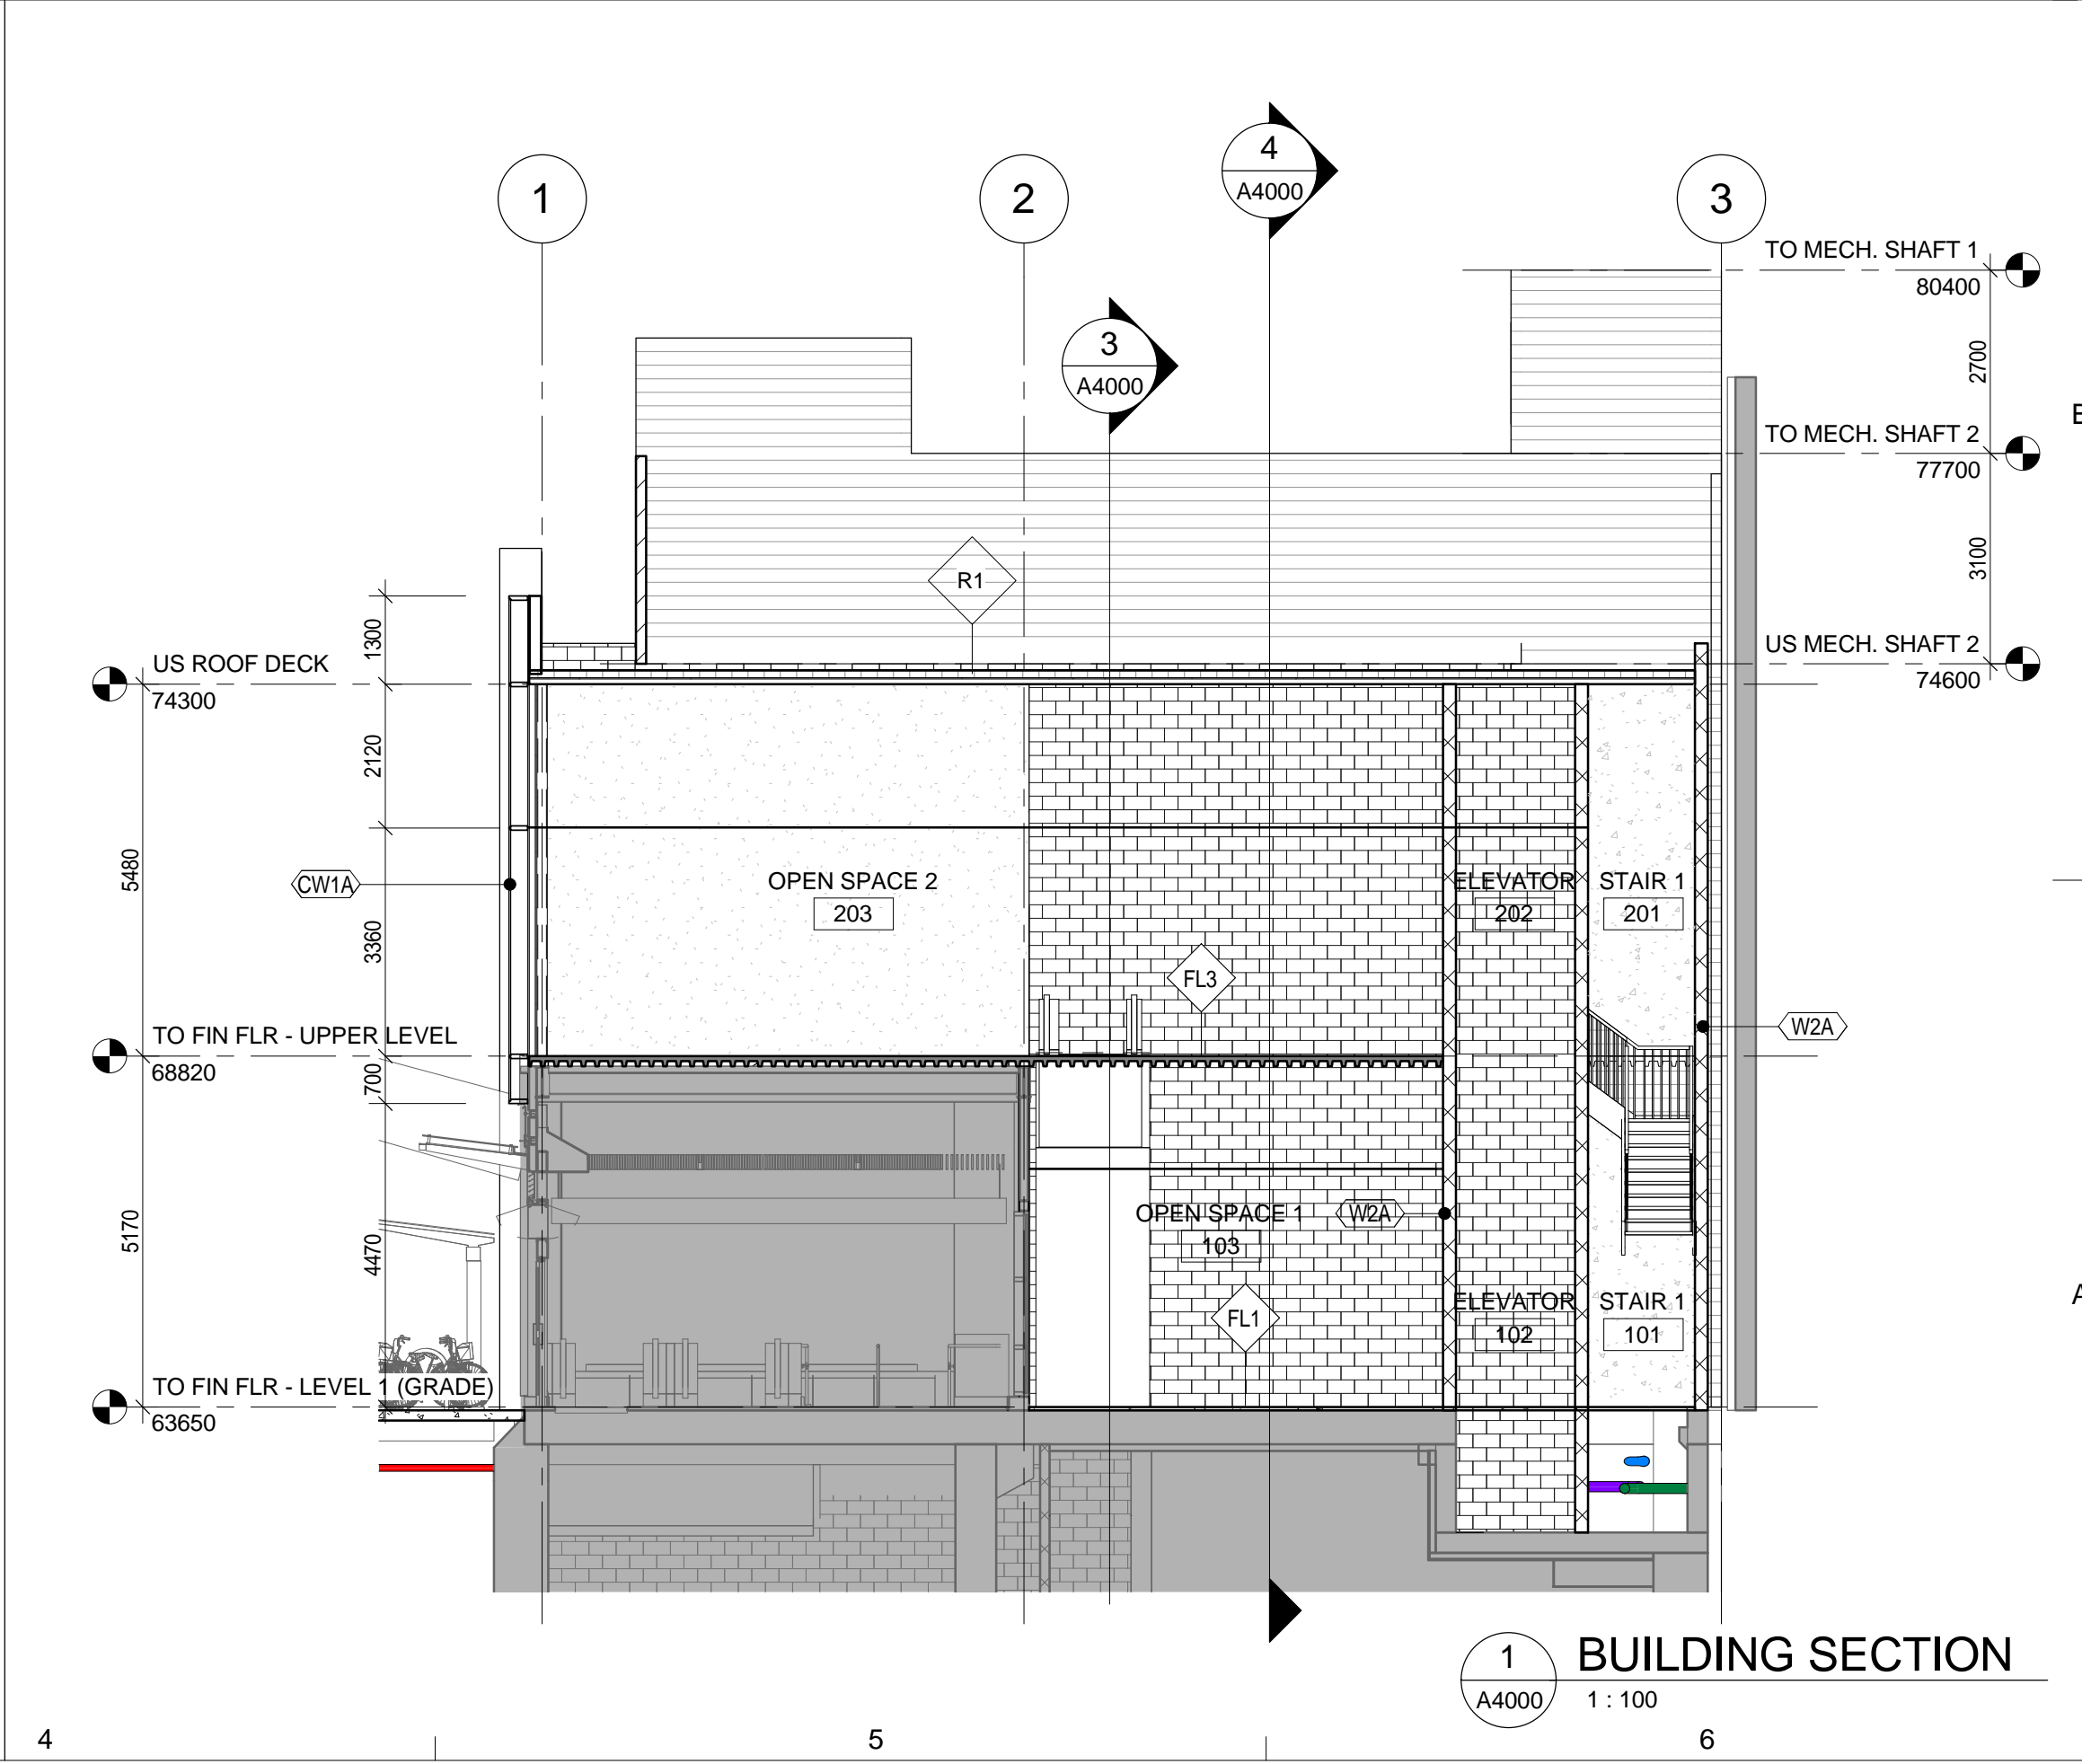 4
A4000
1
2
3
TO MECH. SHAFT 1
80400
2700
3
A4000
TO MECH. SHAFT 2
77700
3100
R1
1300
US ROOF DECK
74300
US MECH. SHAFT 2
74600
2120
5480
CW1A
3360
OPEN SPACE 2
203
ELEVATOR
202
STAIR 1
201
FL3
W2A
TO FIN FLR - UPPER LEVEL
68820
700
5170
4470
OPEN SPACE 1
103
W2A
FL1
ELEVATOR
102
STAIR 1
101
TO FIN FLR - LEVEL 1 (GRADE)
63650
1
A4000
BUILDING SECTION
1 : 100
4
5
6